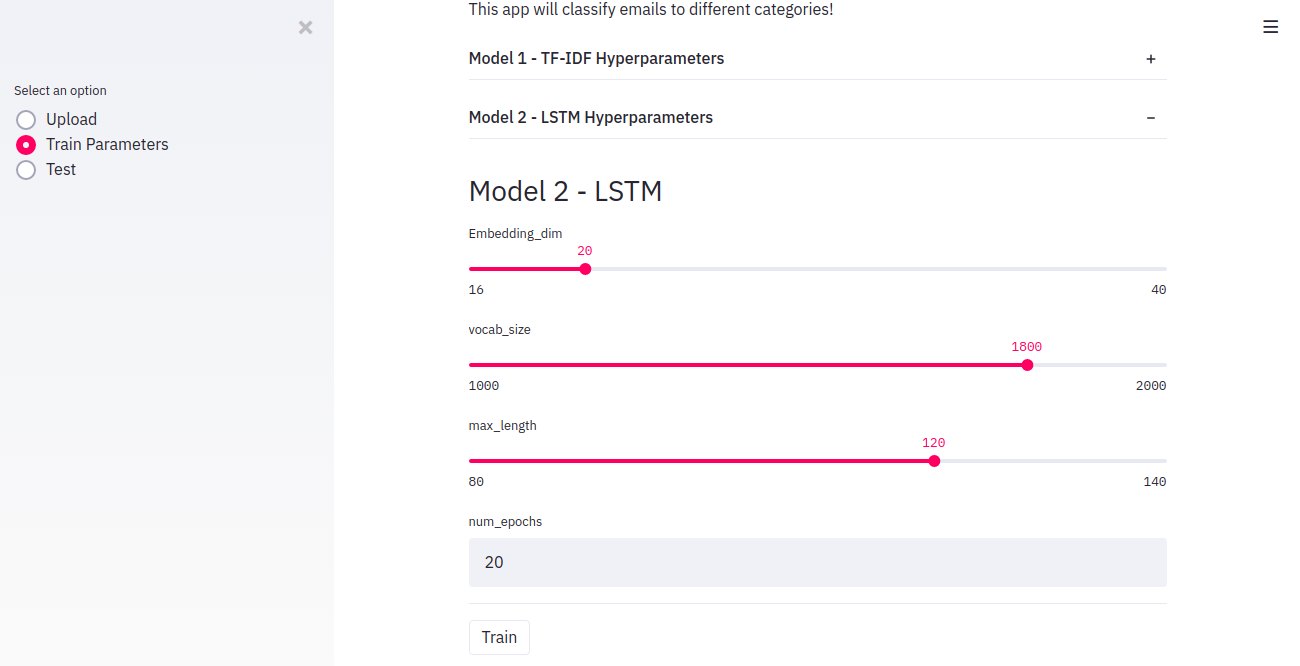 Select an option
Upload
Train Parameters
Test
This app will classify emails to different categories!
Model 1 - TF-IDF Hyperparameters
Model 2 - LSTM Hyperparameters
Model 2 - LSTM
Embedding_dim
20
16 40
vocab_size
1800
1000 2000
max_length
120
80 140
num_epochs
20
Train